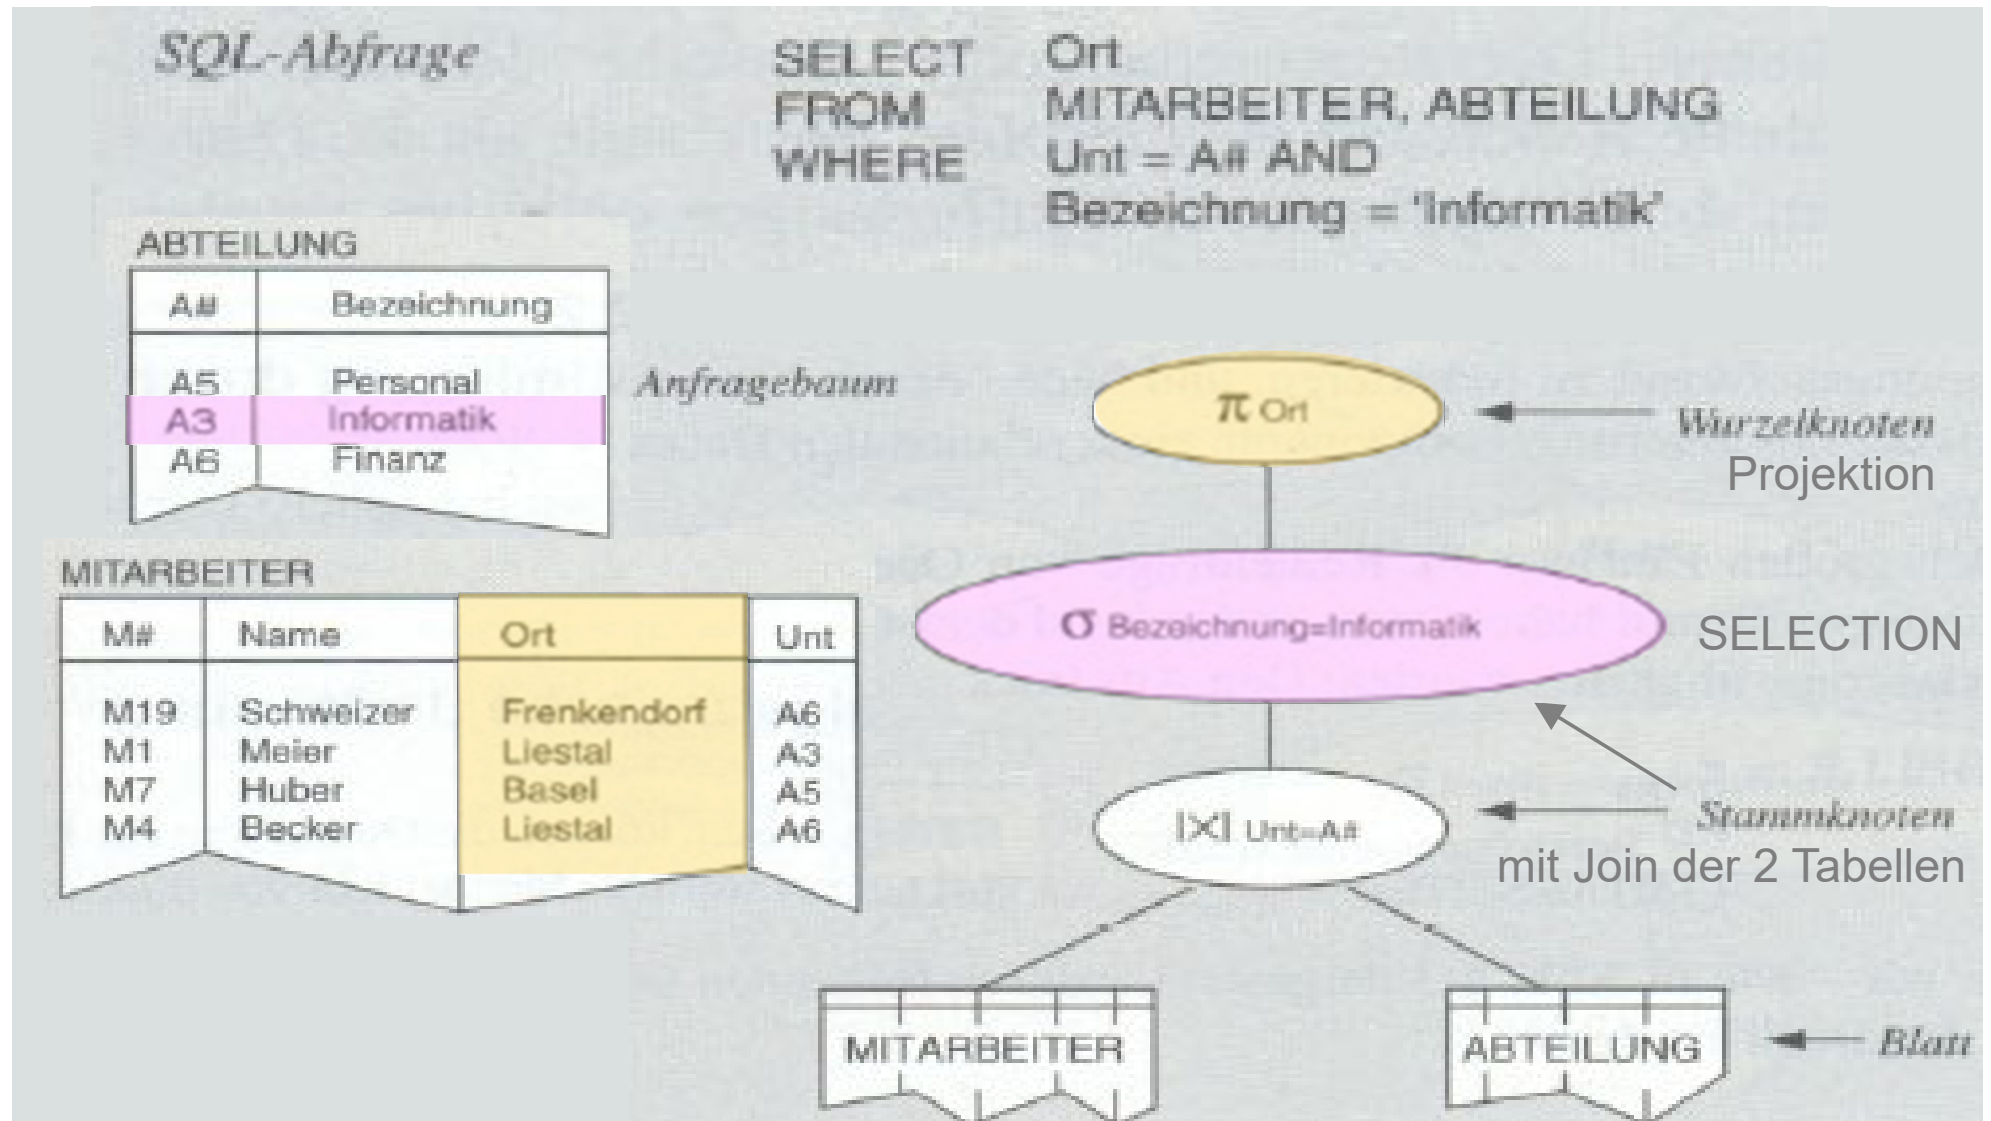 SQL-Abfrage
SELECT Ort
FROM MITARBEITER, ABTEILUNG
WHERE Unt = A# AND
Bezeichnung = 'Informatik'
ABTEILUNG
A# Bezeichnung
A5 Personal
A3 Informatik
A6 Finanz
MITARBEITER
M# Name Ort Unt
M19 Schweizer Frenkendorf A6
M1 Meier Liestal A3
M7 Huber Basel A5
M4 Becker Liestal A6
Anfragebaum
π Ort
Wurzelknoten
Projektion
σ Bezeichnung=Informatik
SELECTION
|X| Unt=A#
Stammknoten
mit Join der 2 Tabellen
MITARBEITER
ABTEILUNG
Blatt